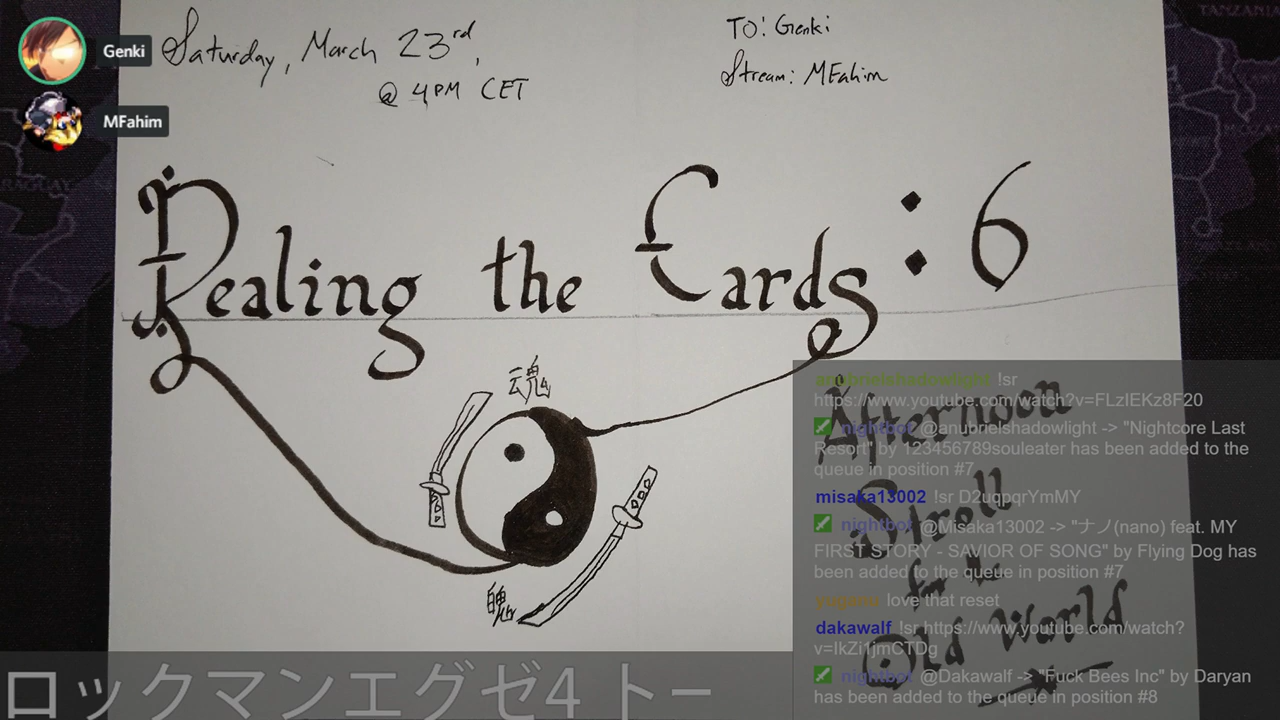 Genki
MFahim
Saturday, March 23rd,
@ 4PM CET
TO: Genki
Stream: MFahim
Dealing the Cards: 6
魂
魄
Afternoon
Stroll
for the
Old World
anubrielshadowlight !sr
https://www.youtube.com/watch?v=FLzIEKz8F20
nightbot @anubrielshadowlight -> "Nightcore Last
Resort" by 123456789souleater has been added to the
queue in position #7
misaka13002 !sr D2uqpqrYmMY
nightbot @Misaka13002 -> "ナノ(nano) feat. MY
FIRST STORY - SAVIOR OF SONG" by Flying Dog has
been added to the queue in position #7
love that reset
dakawalf !sr https://www.youtube.com/watch?
v=IkZi1jmCTDg
nightbot @Dakawalf -> "Fuck Bees Inc" by Daryan
has been added to the queue in position #8
ロックマンエグゼ4 トー
TANZANIA